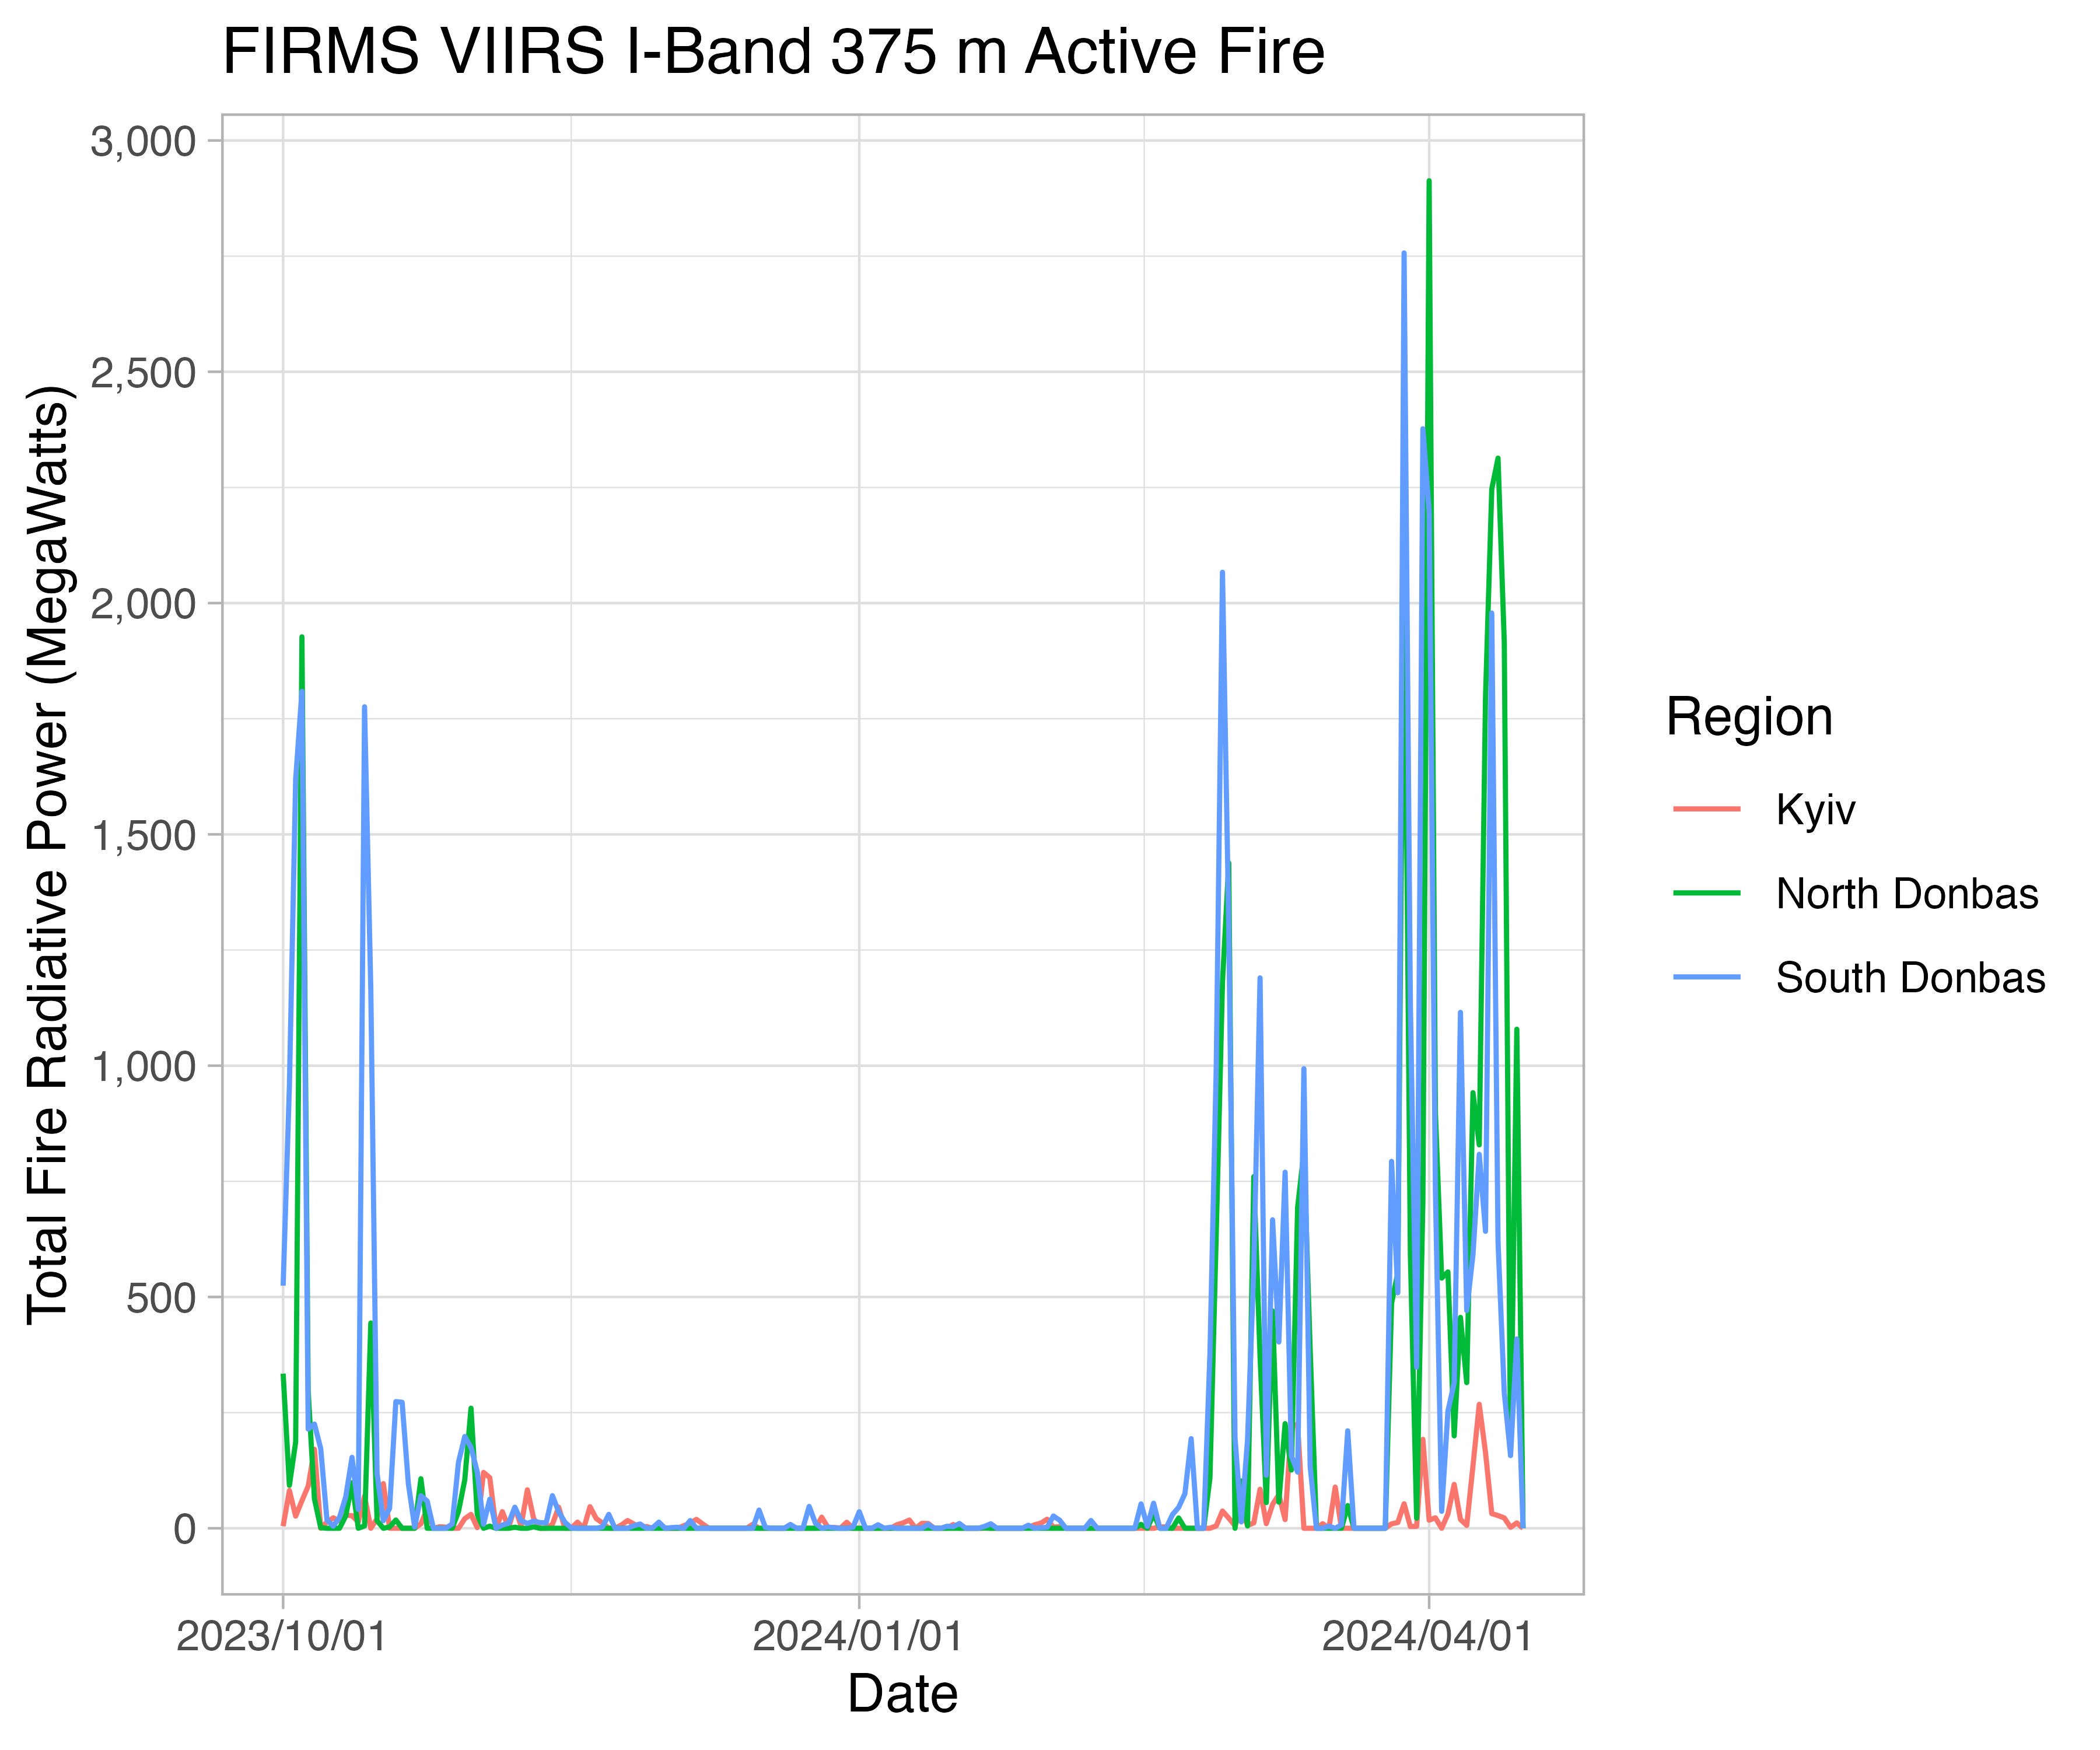 FIRMS VIIRS I-Band 375 m Active Fire
Total Fire Radiative Power (MegaWatts)
3,000
2,500
2,000
1,500
1,000
500
0
2023/10/01
2024/01/01
2024/04/01
Date
Region
Kyiv
North Donbas
South Donbas